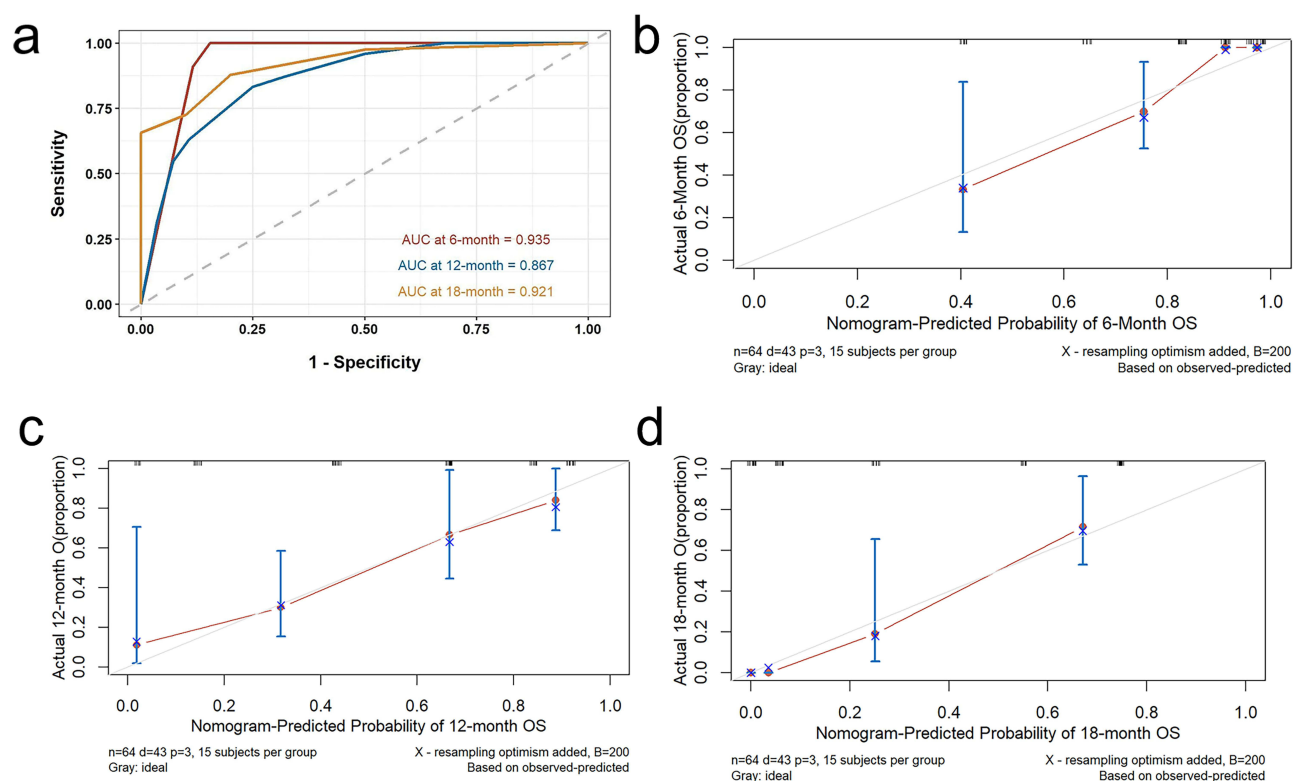 a
1.00
0.75
0.50
0.25
0.00
Sensitivity
AUC at 6-month = 0.935
AUC at 12-month = 0.867
AUC at 18-month = 0.921
0.00 0.25 0.50 0.75 1.00
1 - Specificity
b
Actual 6-Month OS(proportion)
0.0 0.2 0.4 0.6 0.8 1.0
0.0 0.2 0.4 0.6 0.8 1.0
Nomogram-Predicted Probability of 6-Month OS
n=64 d=43 p=3, 15 subjects per group
Gray: ideal
X - resampling optimism added, B=200
Based on observed-predicted
c
Actual 12-month O(proportion)
0.0 0.2 0.4 0.6 0.8 1.0
0.0 0.2 0.4 0.6 0.8 1.0
Nomogram-Predicted Probability of 12-month OS
n=64 d=43 p=3, 15 subjects per group
Gray: ideal
X - resampling optimism added, B=200
Based on observed-predicted
d
Actual 18-month O(proportion)
0.0 0.2 0.4 0.6 0.8 1.0
0.0 0.2 0.4 0.6 0.8 1.0
Nomogram-Predicted Probability of 18-month OS
n=64 d=43 p=3, 15 subjects per group
Gray: ideal
X - resampling optimism added, B=200
Based on observed-predicted